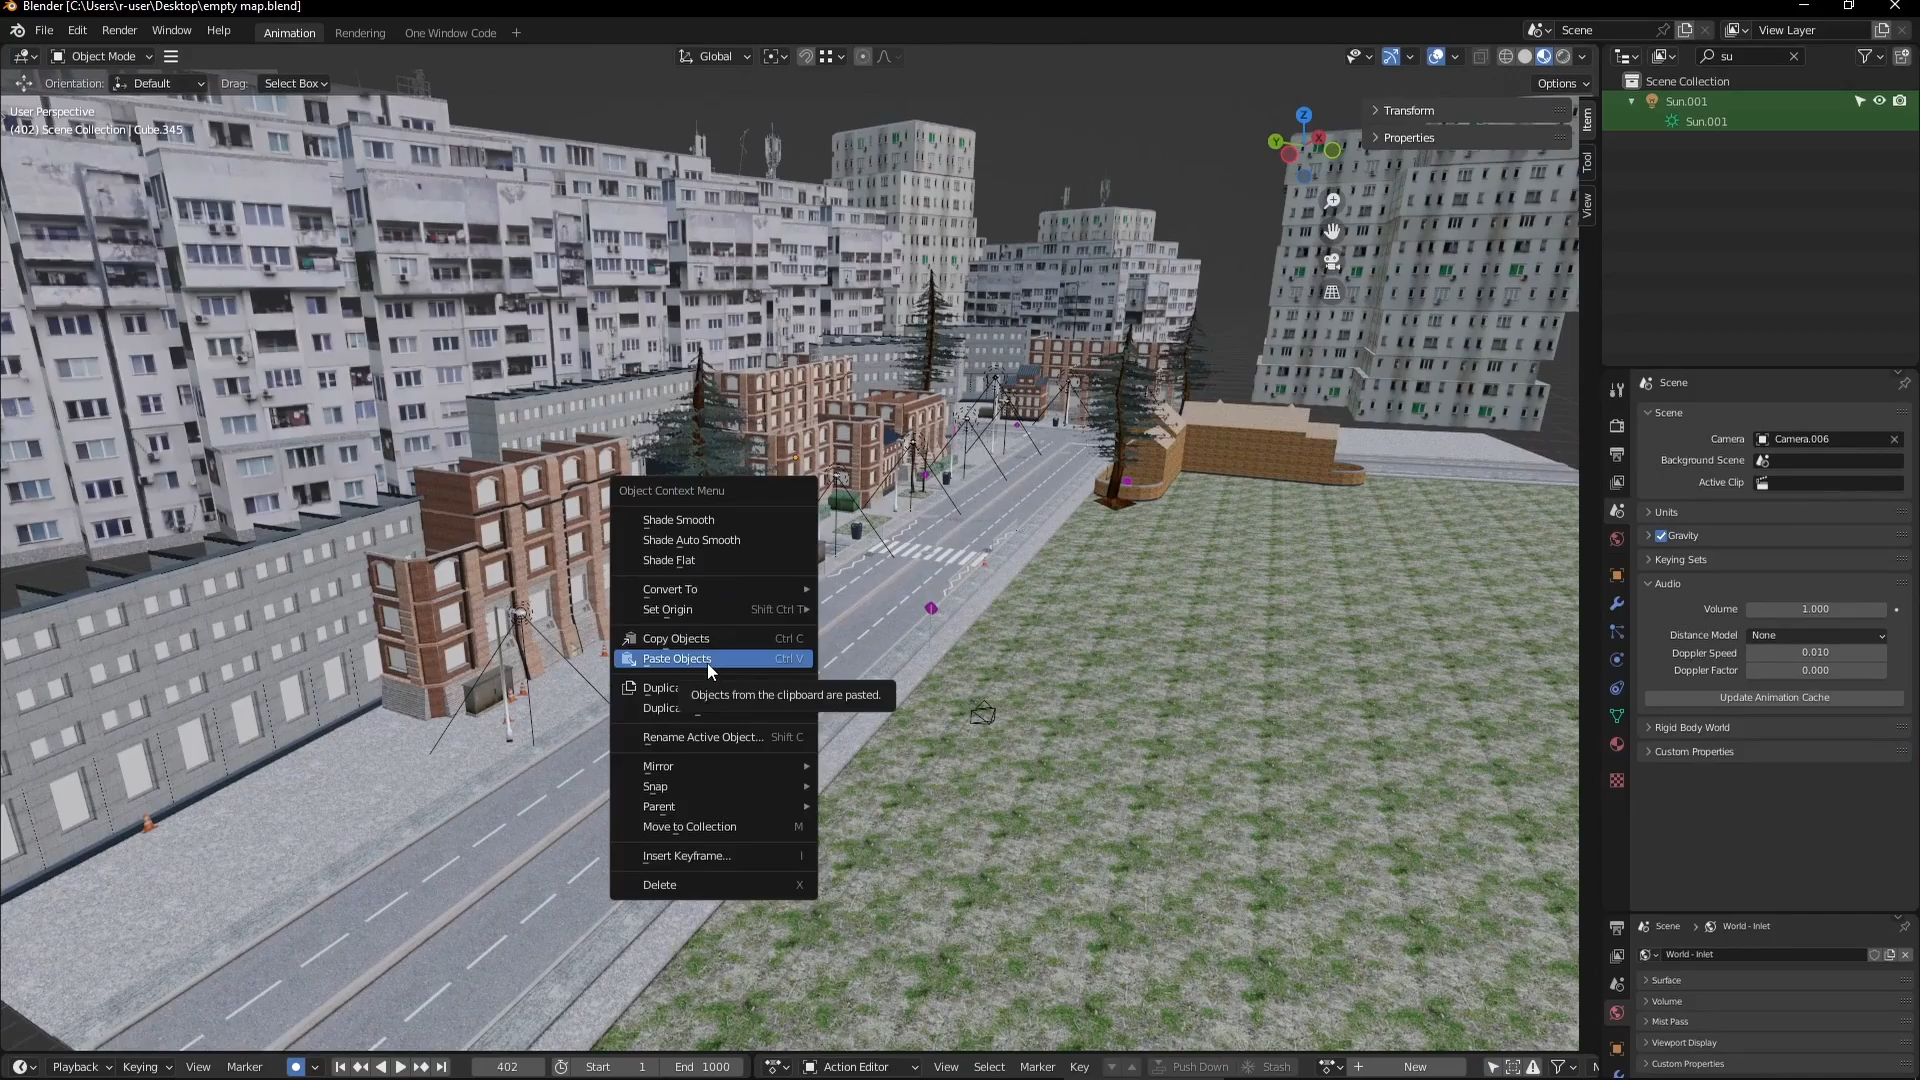 Blender [C:\Users\r-user\Desktop\empty map.blend]
File Edit Render Window Help Animation Rendering One Window Code + Scene View Layer
Object Mode Global su
Orientation: Default Drag: Select Box Options
User Perspective
(402) Scene Collection | Cube.345
Z
Y
X
Transform
Properties
Item
Tool
View
Scene Collection
Sun.001
Sun.001
Object Context Menu
Shade Smooth
Shade Auto Smooth
Shade Flat
Convert To
Set Origin Shift Ctrl T
Copy Objects Ctrl C
Paste Objects Ctrl V
Objects from the clipboard are pasted.
Rename Active Object... Shift C
Mirror
Snap
Parent
Move to Collection M
Insert Keyframe... I
Delete X
Scene
Scene
Camera Camera.006
Background Scene
Active Clip
Units
Gravity
Keying Sets
Audio
Volume 1.000
Distance Model None
Doppler Speed 0.010
Doppler Factor 0.000
Update Animation Cache
Rigid Body World
Custom Properties
Scene > World - Inlet
World - Inlet
Surface
Volume
Mist Pass
Viewport Display
Custom Properties
Playback Keying View Marker 402 Start 1 End 1000 Action Editor View Select Marker Key Push Down Stash + New